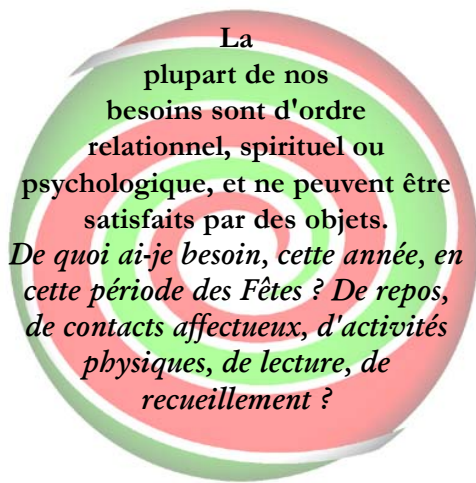 La
plupart de nos
besoins sont d'ordre
relationnel, spirituel ou
psychologique, et ne peuvent être
satisfaits par des objets.
De quoi ai-je besoin, cette année, en
cette période des Fêtes ? De repos,
de contacts affectueux, d'activités
physiques, de lecture, de
recueillement ?